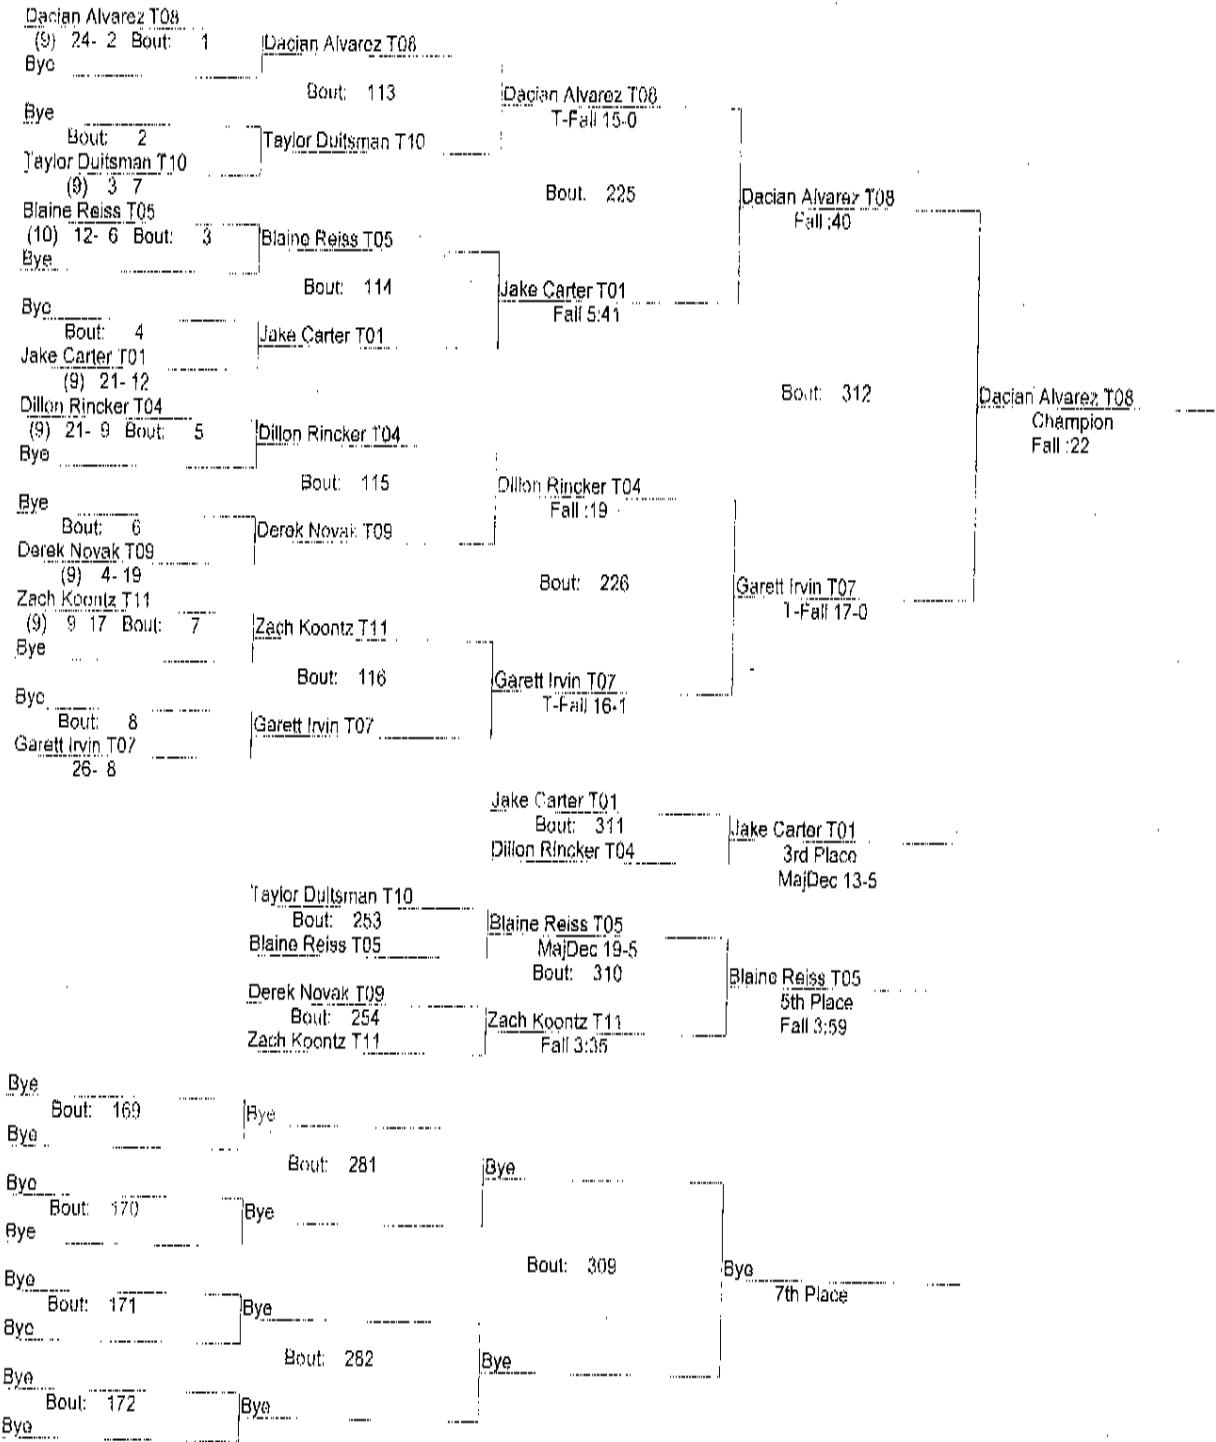 Dacian Alvarez T08
(9) 24- 2 Bout: 1
Bye
Bye
Bout: 2
Taylor Duitsman T10
(9) 3 7
Blaine Reiss T05
(10) 12- 6 Bout: 3
Bye
Bye
Bout: 4
Jake Carter T01
(9) 21- 12
Dillon Rincker T04
(9) 21- 9 Bout: 5
Bye
Bye
Bout: 6
Derek Novak T09
(9) 4- 19
Zach Koontz T11
(9) 9 17 Bout: 7
Bye
Bye
Bout: 8
Garett Irvin T07
26- 8
Dacian Alvarez T08
Bout: 113
Taylor Duitsman T10
Blaine Reiss T05
Bout: 114
Jake Carter T01
Dillon Rincker T04
Bout: 115
Derek Novak T09
Zach Koontz T11
Bout: 116
Garett Irvin T07
Dacian Alvarez T08
T-Fall 15-0
Bout. 225
Jake Carter T01
Fall 5:41
Dillon Rincker T04
Fall :19
Bout: 226
Garett Irvin T07
T-Fall 16-1
Dacian Alvarez T08
Fall :40
Bout: 312
Garett Irvin T07
T-Fall 17-0
Dacian Alvarez T08
Champion
Fall :22
Jake Carter T01
Bout: 311
Dillon Rincker T04
Jake Carter T01
3rd Place
MajDec 13-5
Taylor Duitsman T10
Bout: 253
Blaine Reiss T05
Derek Novak T09
Bout: 254
Zach Koontz T11
Blaine Reiss T05
MajDec 19-5
Bout: 310
Zach Koontz T11
Fall 3:35
Blaine Reiss T05
5th Place
Fall 3:59
Bye
Bout: 169
Bye
Bye
Bout: 170
Bye
Bye
Bout: 171
Bye
Bye
Bout: 172
Bye
Bye
Bout: 281
Bye
Bye
Bout: 282
Bye
Bye
Bout: 309
Bye
Bye
7th Place